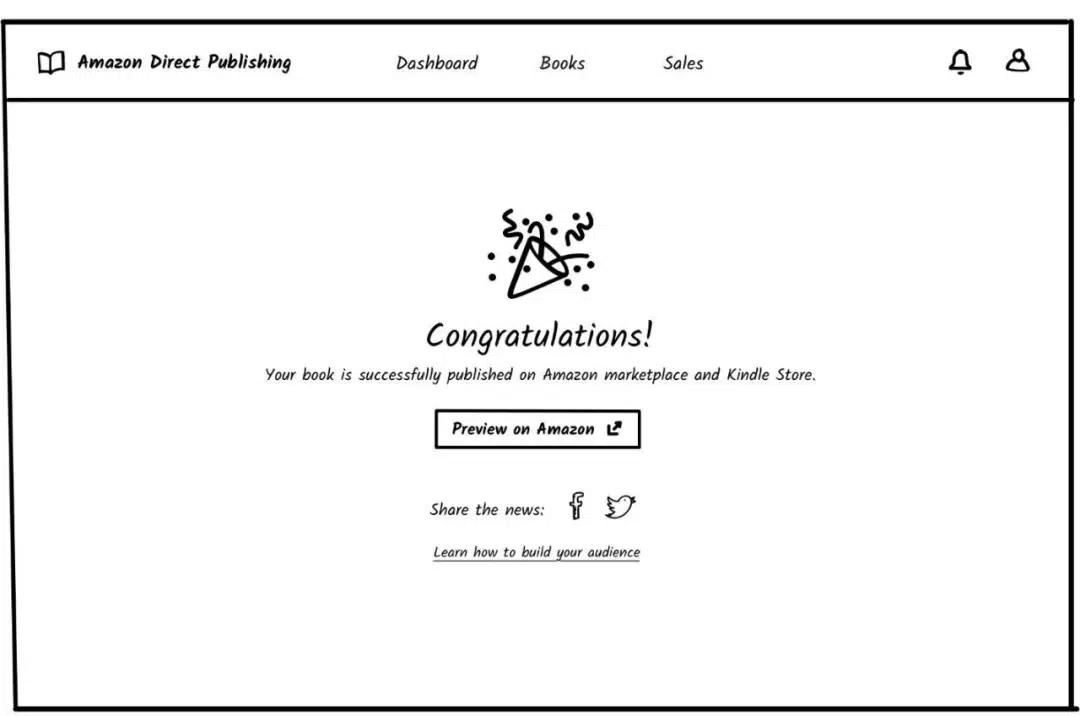 Amazon Direct Publishing Dashboard Books Sales
Congratulations!
Your book is successfully published on Amazon marketplace and Kindle Store.
Preview on Amazon
Share the news:
Learn how to build your audience